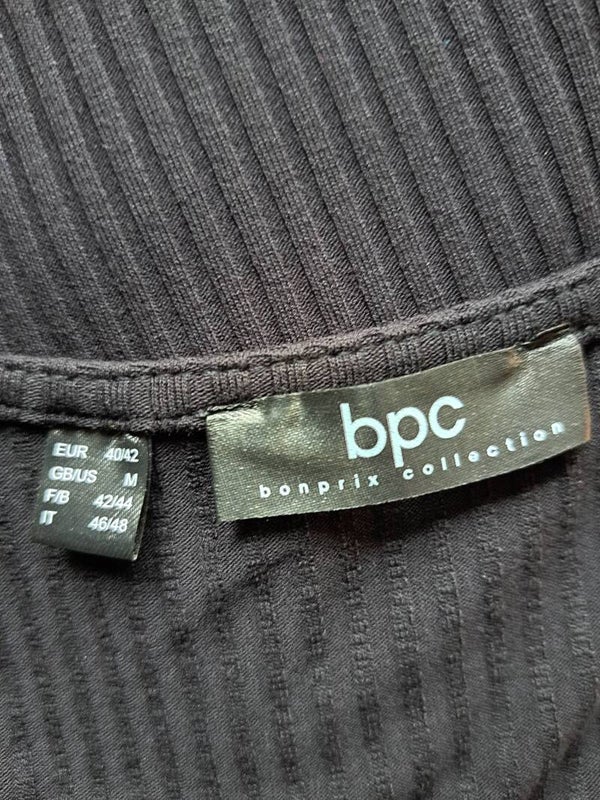 bpc
bonprix collection
EUR 40/42
GB/US M
F/B 42/44
IT 46/48